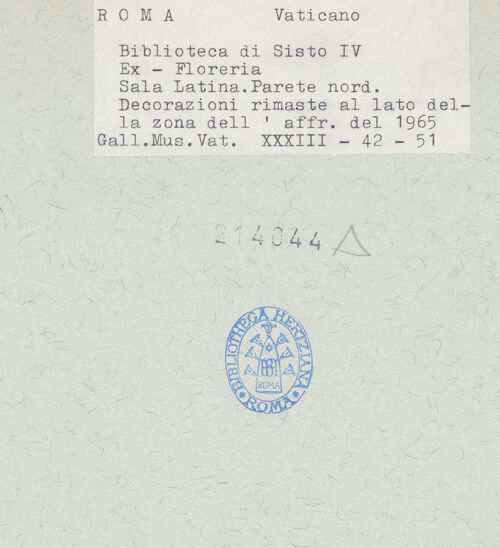 R O M A Vaticano
Biblioteca di Sisto IV
Ex - Floreria
Sala Latina.Parete nord.
Decorazioni rimaste al lato del-
la zona dell ' affr. del 1965
Gall.Mus.Vat. XXXIII - 42 - 51
214044
BIBLIOTHECA HERTZIANA
ROMA
ROMA